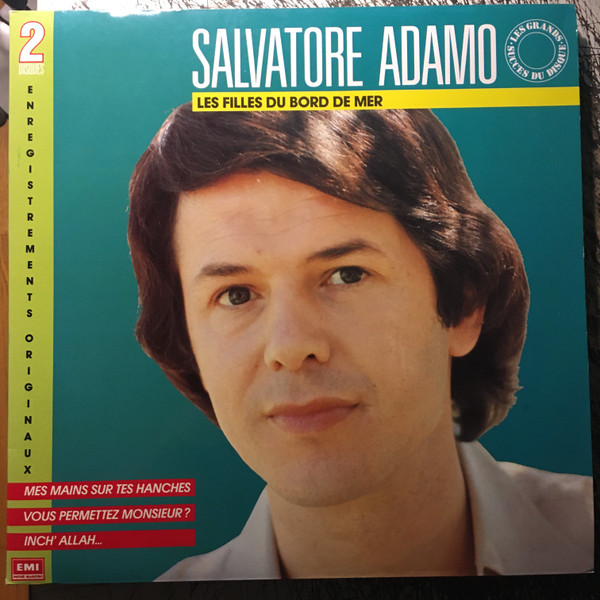 2
DISQUES
ENREGISTREMENTS ORIGINAUX
SALVATORE ADAMO
LES FILLES DU BORD DE MER
•LES GRANDS•
SUCCES DU DISQUE
MES MAINS SUR TES HANCHES
VOUS PERMETTEZ MONSIEUR ?
INCH' ALLAH...
EMI